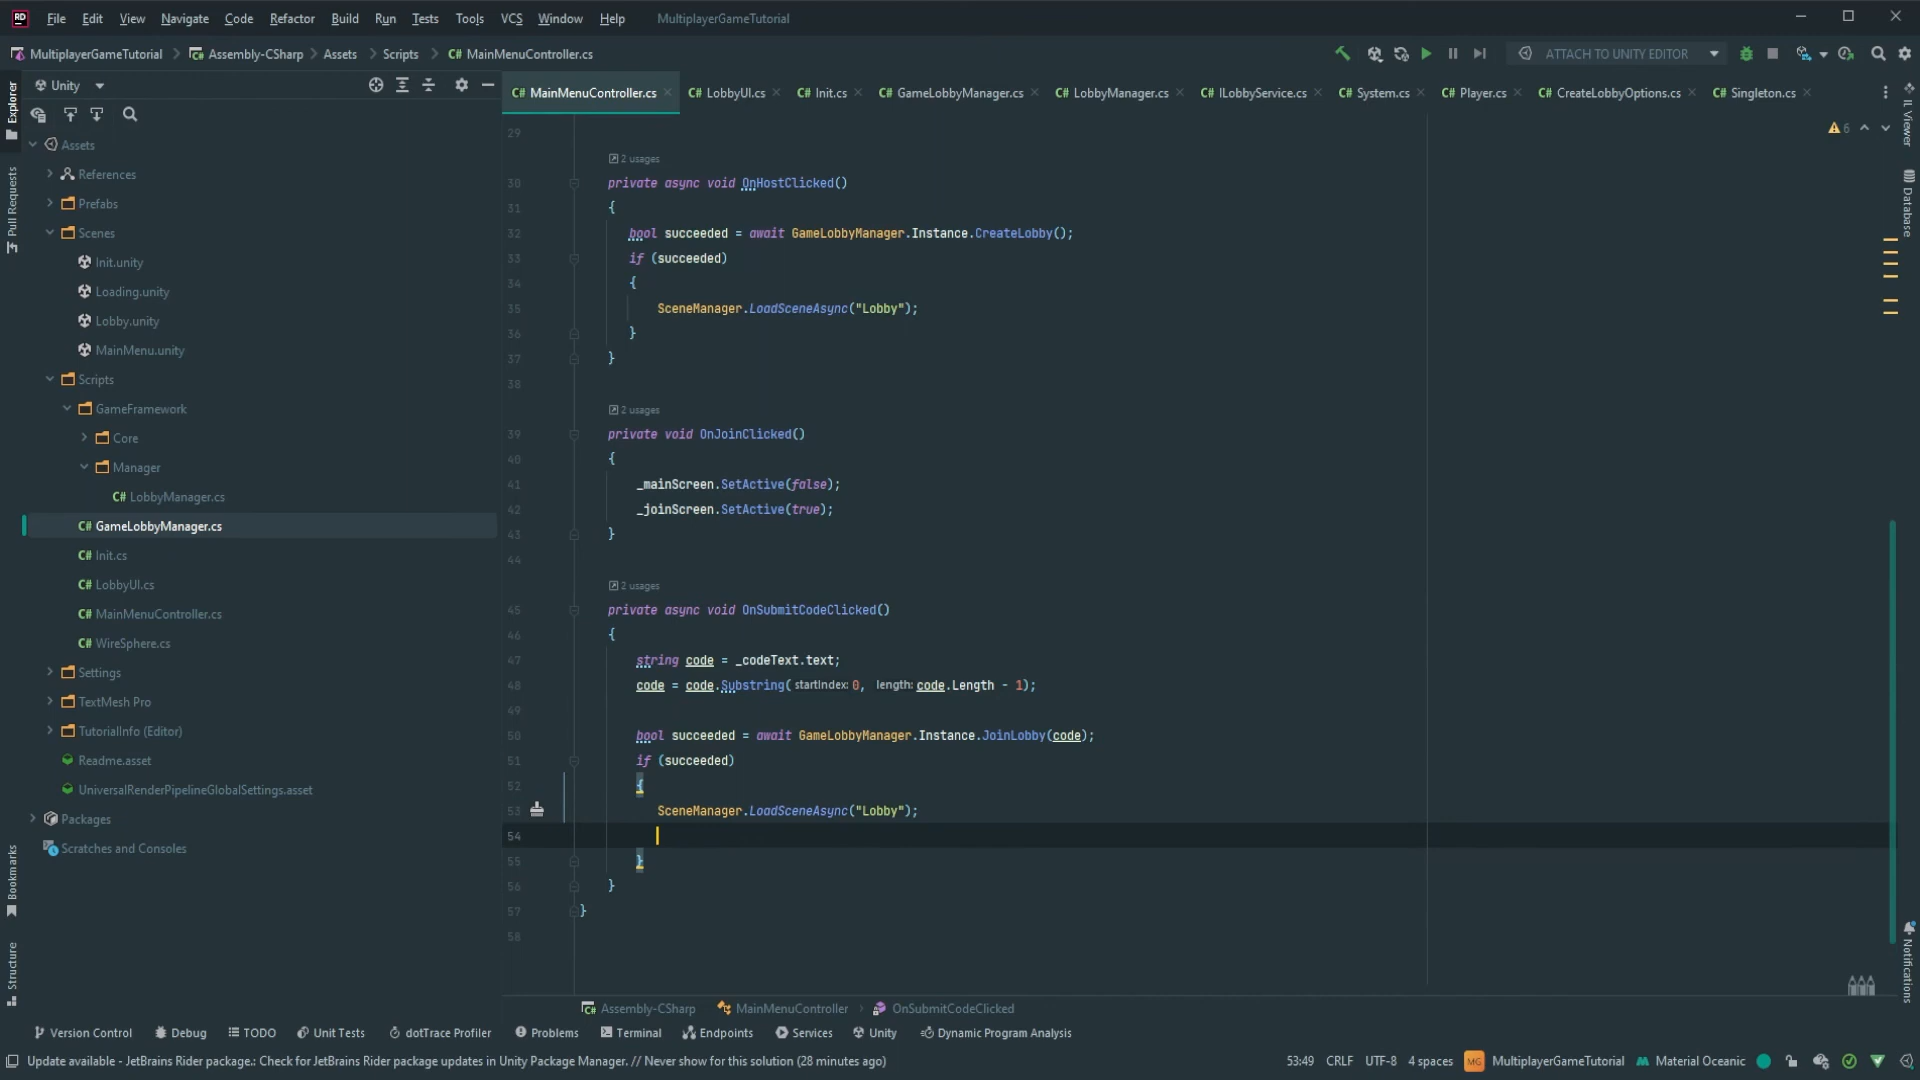 File Edit View Navigate Code Refactor Build Run Tests Tools VCS Window Help MultiplayerGameTutorial
MultiplayerGameTutorial Assembly-CSharp Assets Scripts C# MainMenuController.cs ATTACH TO UNITY EDITOR
Unity
C# MainMenuController.cs C# LobbyUI.cs C# Init.cs C# GameLobbyManager.cs C# LobbyManager.cs C# ILobbyService.cs C# System.cs C# Player.cs C# CreateLobbyOptions.cs C# Singleton.cs
Explorer
Pull Requests
Bookmarks
Structure
Assets
References
Prefabs
Scenes
Init.unity
Loading.unity
Lobby.unity
MainMenu.unity
Scripts
GameFramework
Core
Manager
C# LobbyManager.cs
C# GameLobbyManager.cs
C# Init.cs
C# LobbyUI.cs
C# MainMenuController.cs
C# WireSphere.cs
Settings
TextMesh Pro
TutorialInfo (Editor)
Readme.asset
UniversalRenderPipelineGlobalSettings.asset
Packages
Scratches and Consoles
6
29
2 usages
30 private async void OnHostClicked()
31 {
32 bool succeeded = await GameLobbyManager.Instance.CreateLobby();
33 if (succeeded)
34 {
35 SceneManager.LoadSceneAsync("Lobby");
36 }
37 }
38
2 usages
39 private void OnJoinClicked()
40 {
41 _mainScreen.SetActive(false);
42 _joinScreen.SetActive(true);
43 }
44
2 usages
45 private async void OnSubmitCodeClicked()
46 {
47 string code = _codeText.text;
48 code = code.Substring( startIndex: 0, length: code.Length - 1);
49
50 bool succeeded = await GameLobbyManager.Instance.JoinLobby(code);
51 if (succeeded)
52 {
53 SceneManager.LoadSceneAsync("Lobby");
54
55 }
56 }
57 }
58
IL Viewer
Database
Notifications
Assembly-CSharp MainMenuController OnSubmitCodeClicked
Version Control Debug TODO Unit Tests dotTrace Profiler Problems Terminal Endpoints Services Unity Dynamic Program Analysis
Update available - JetBrains Rider package.: Check for JetBrains Rider package updates in Unity Package Manager. // Never show for this solution (28 minutes ago) 53:49 CRLF UTF-8 4 spaces MG MultiplayerGameTutorial Material Oceanic